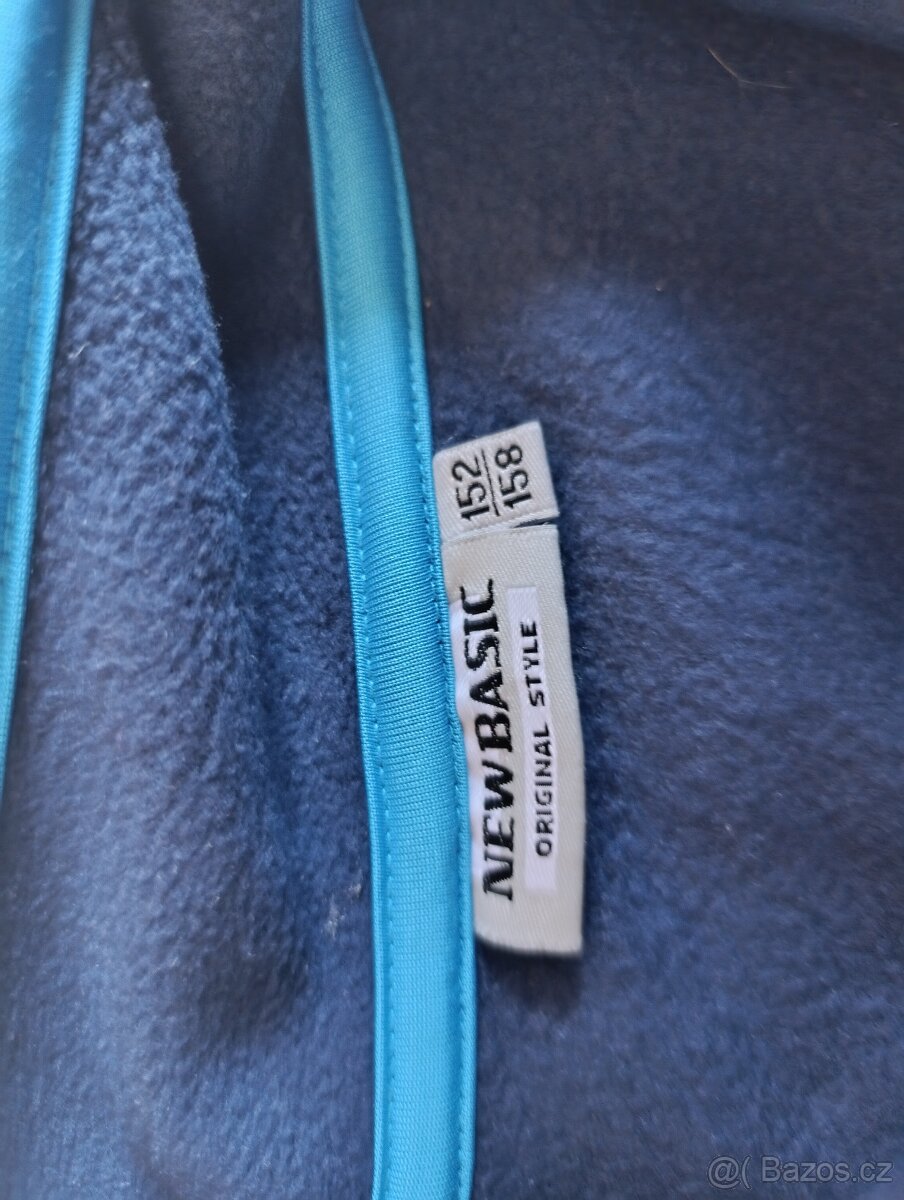 152
158
NEW BASIC
ORIGINAL STYLE
@( Bazos.cz